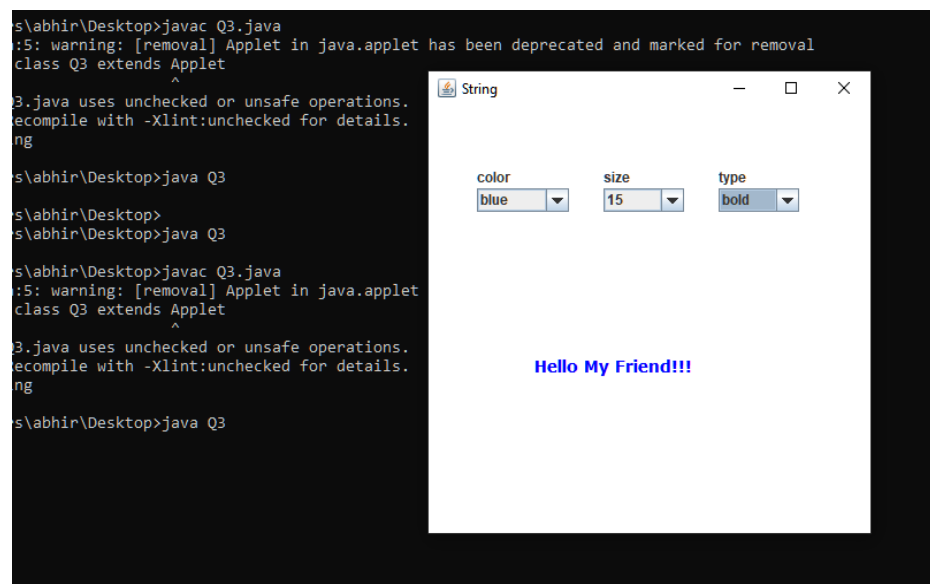 s\abhir\Desktop>javac Q3.java
:5: warning: [removal] Applet in java.applet has been deprecated and marked for removal
class Q3 extends Applet
^
3.java uses unchecked or unsafe operations.
ecompile with -Xlint:unchecked for details.
ng
s\abhir\Desktop>java Q3
s\abhir\Desktop>
s\abhir\Desktop>java Q3
s\abhir\Desktop>javac Q3.java
:5: warning: [removal] Applet in java.applet
class Q3 extends Applet
^
3.java uses unchecked or unsafe operations.
ecompile with -Xlint:unchecked for details.
ng
s\abhir\Desktop>java Q3
String
color size type
blue 15 bold
Hello My Friend!!!